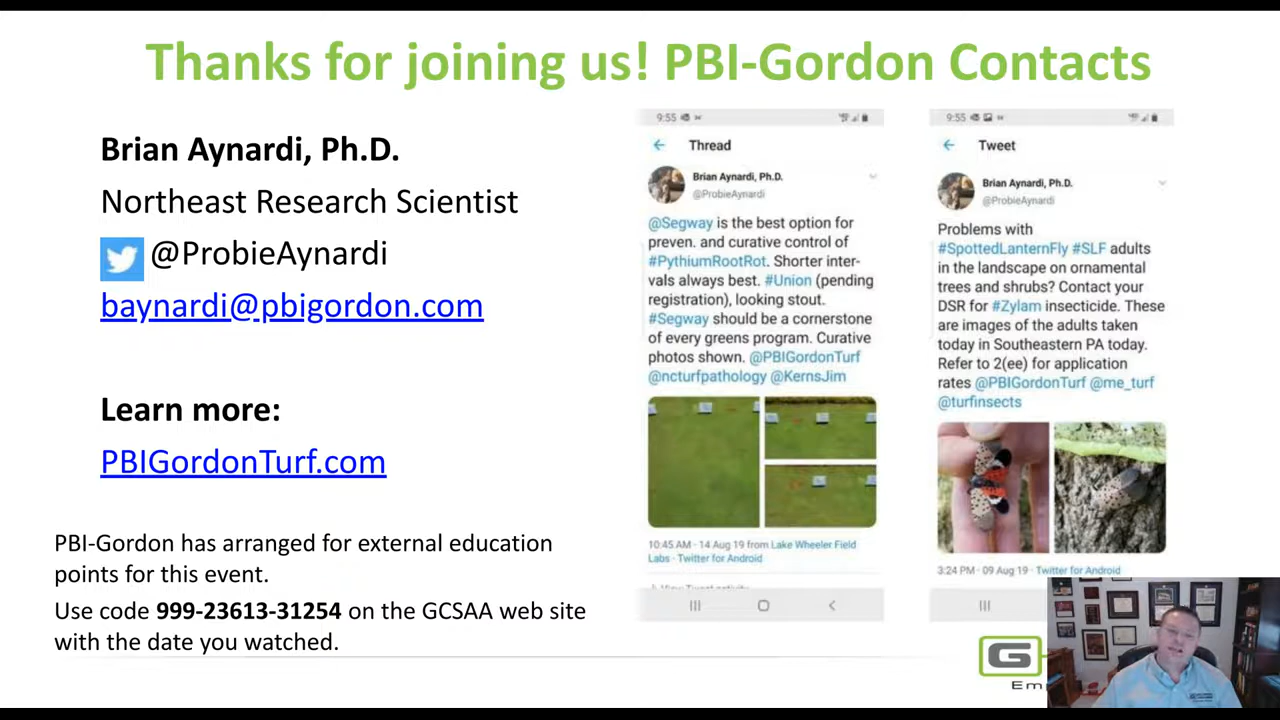 Thanks for joining us! PBI-Gordon Contacts
Brian Aynardi, Ph.D.
Northeast Research Scientist
@ProbieAynardi
baynardi@pbigordon.com
Learn more:
PBIGordonTurf.com
PBI-Gordon has arranged for external education
points for this event.
Use code 999-23613-31254 on the GCSAA web site
with the date you watched.
9:55
Thread
Brian Aynardi, Ph.D.
@ProbieAynardi
@Segway is the best option for
preven. and curative control of
#PythiumRootRot. Shorter inter-
vals always best. #Union (pending
registration), looking stout.
#Segway should be a cornerstone
of every greens program. Curative
photos shown. @PBIGordonTurf
@ncturfpathology @KernsJim
10:45 AM · 14 Aug 19 from Lake Wheeler Field
Labs · Twitter for Android
View Tweet activity
9:55
Tweet
Brian Aynardi, Ph.D.
@ProbieAynardi
Problems with
#SpottedLanternFly #SLF adults
in the landscape on ornamental
trees and shrubs? Contact your
DSR for #Zylam insecticide. These
are images of the adults taken
today in Southeastern PA today.
Refer to 2(ee) for application
rates @PBIGordonTurf @me_turf
@turfinsects
3:24 PM · 09 Aug 19 · Twitter for Android
G
Em